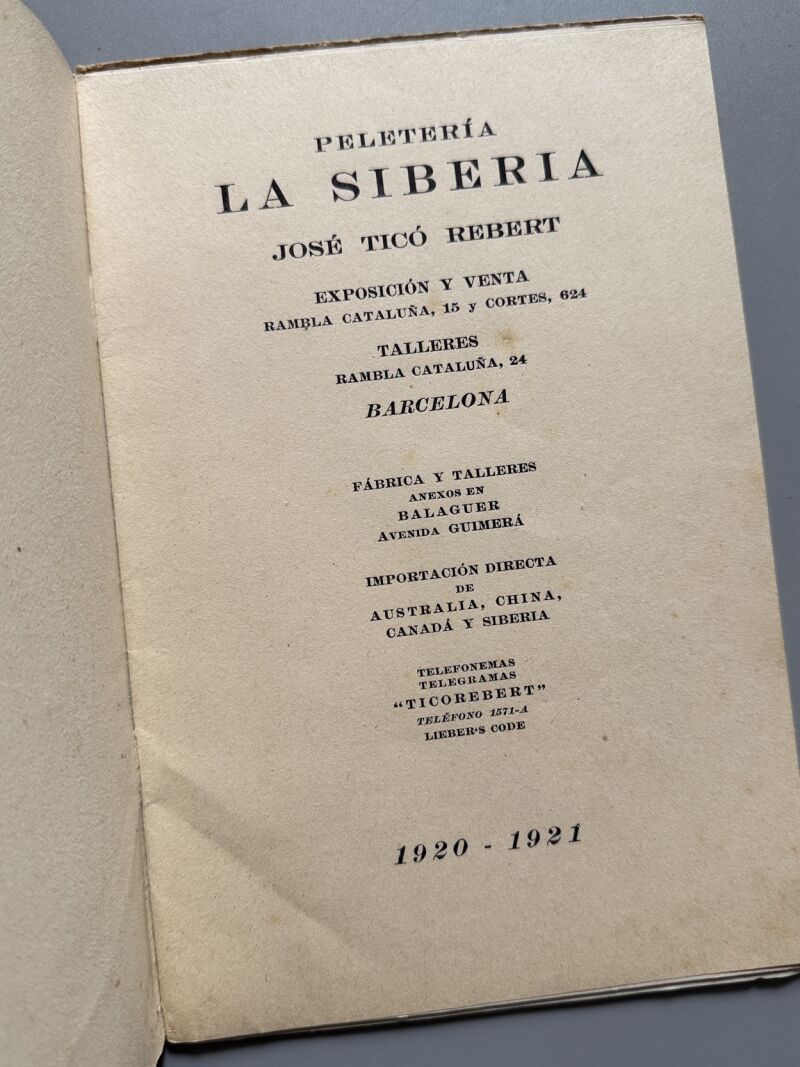 PELETERÍA
LA SIBERIA
JOSÉ TICÓ REBERT
EXPOSICIÓN Y VENTA
RAMBLA CATALUÑA, 15 y CORTES, 624
TALLERES
RAMBLA CATALUÑA, 24
BARCELONA
FÁBRICA Y TALLERES
ANEXOS EN
BALAGUER
AVENIDA GUIMERÁ
IMPORTACIÓN DIRECTA
DE
AUSTRALIA, CHINA,
CANADÁ Y SIBERIA
TELEFONEMAS
TELEGRAMAS
“TICOREBERT”
TELÉFONO 1571-A
LIEBER'S CODE
1920 - 1921